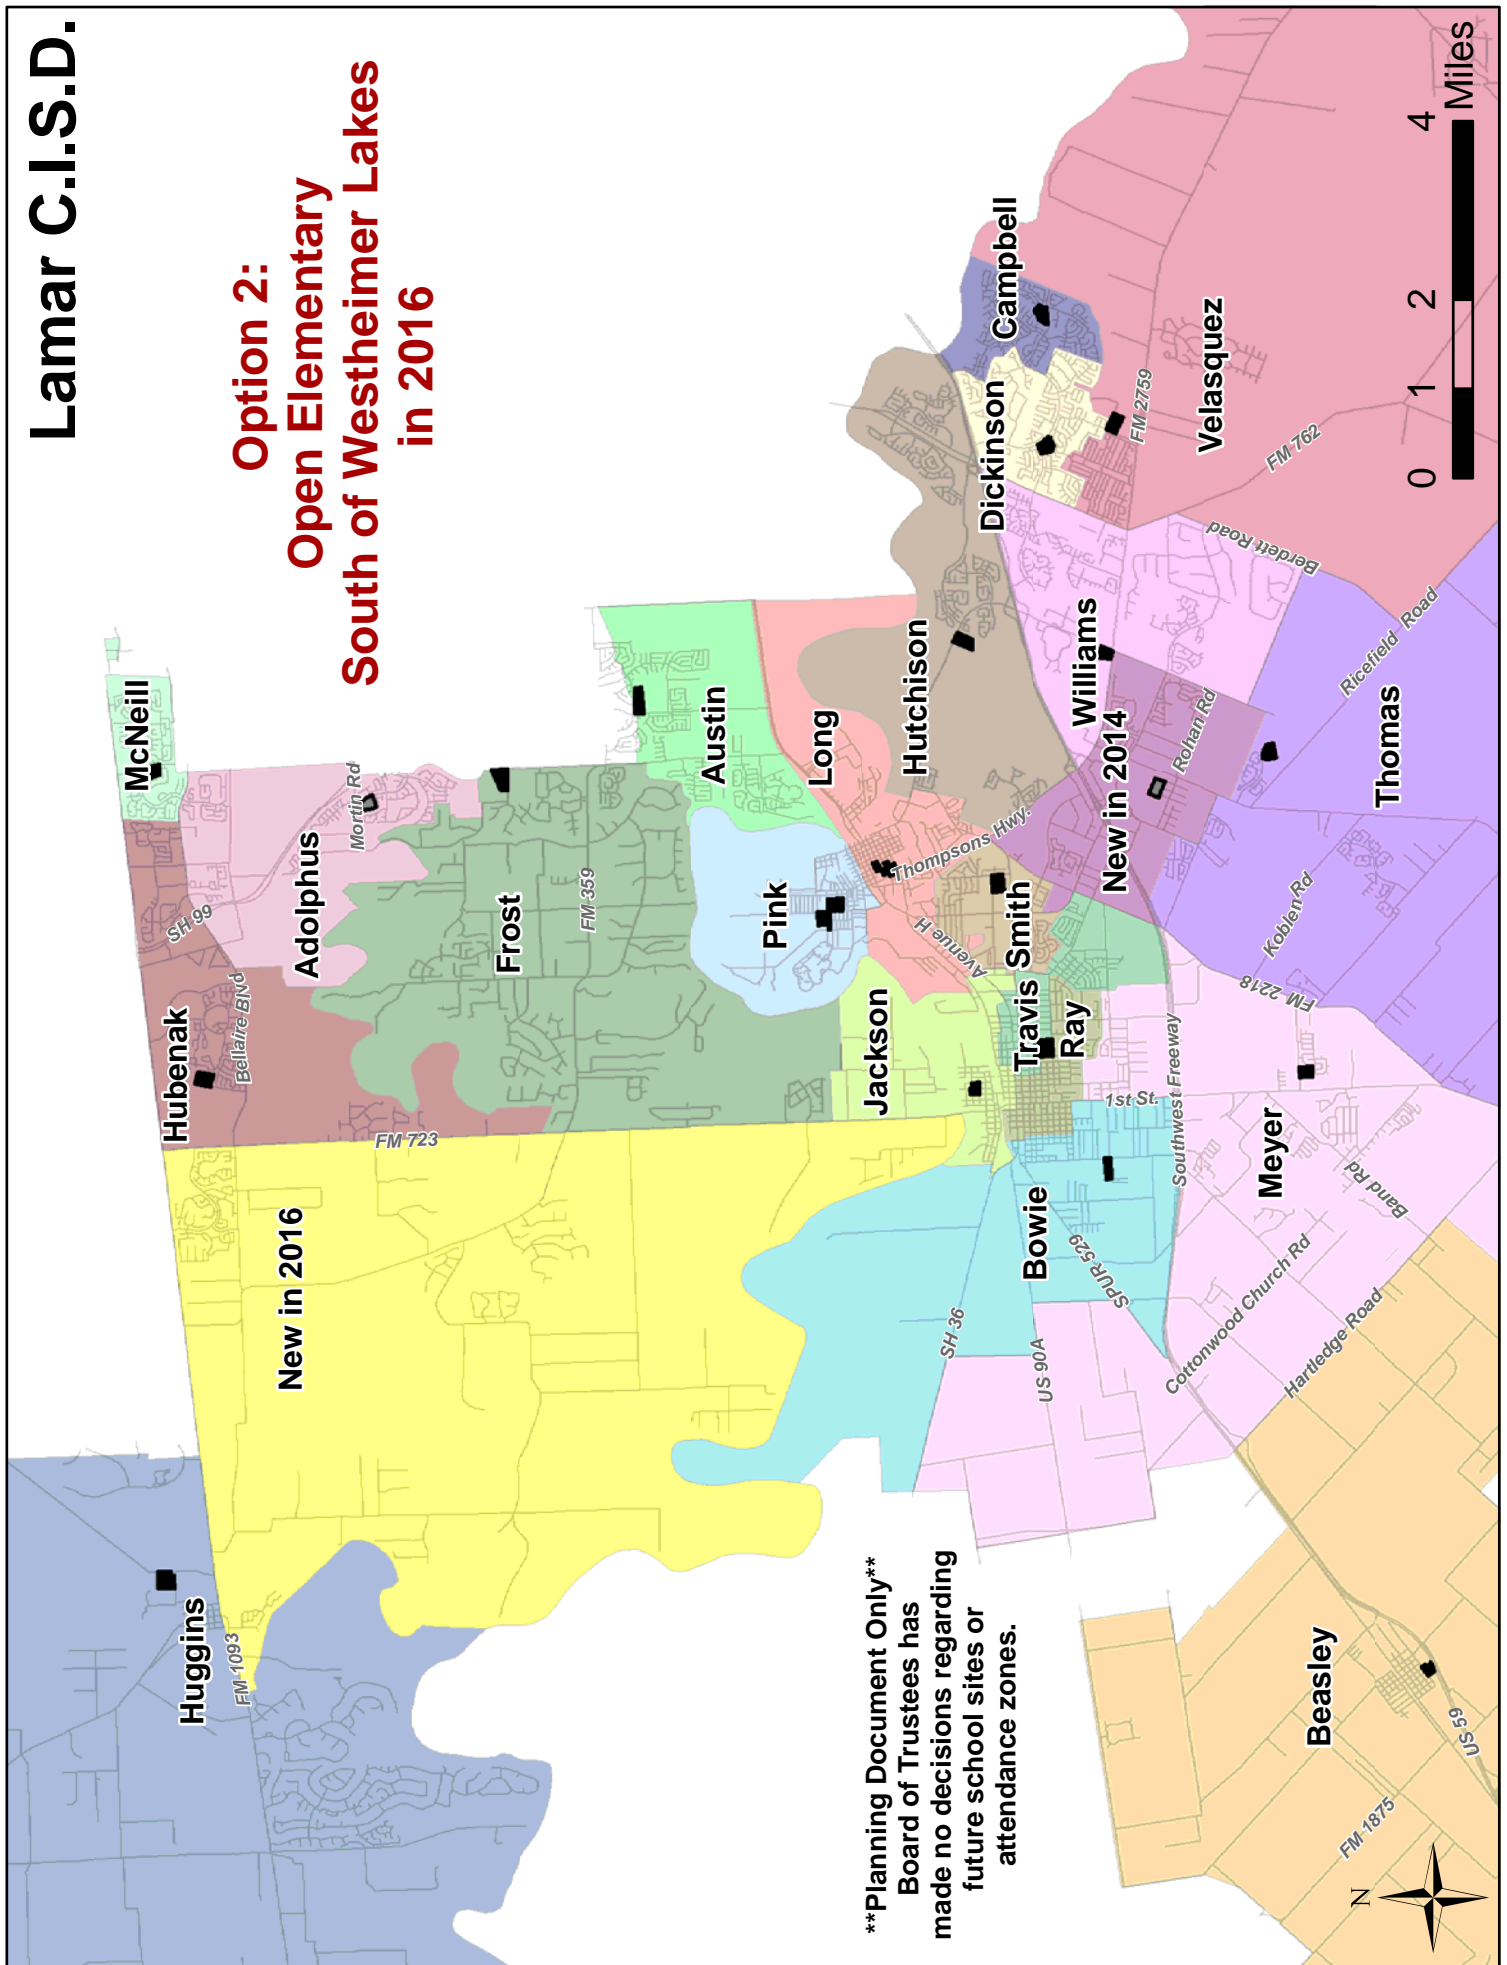 Lamar C.I.S.D.
Option 2:
Open Elementary
South of Westheimer Lakes
in 2016
McNeill
Hubenak
SH 99
Bellaire Blvd
Adolphus
Mortin Rd
Frost
FM 359
FM 723
New in 2016
Huggins
FM 1093
Austin
Pink
Long
Hutchison
Jackson
Avenue H
Thompsons Hwy.
Smith
Travis
Ray
Bowie
SH 36
US 90A
SPUR 529
1st St.
Southwest Freeway
Campbell
Dickinson
Williams
New in 2014
Rohan Rd
FM 2759
Velasquez
FM 762
Berdett Road
Ricefield Road
Thomas
Koblen Rd
FM 2218
Meyer
Band Rd
Cottonwood Church Rd
Hartledge Road
Beasley
US 59
FM 1875
**Planning Document Only**
Board of Trustees has
made no decisions regarding
future school sites or
attendance zones.
N
0 1 2 4
Miles